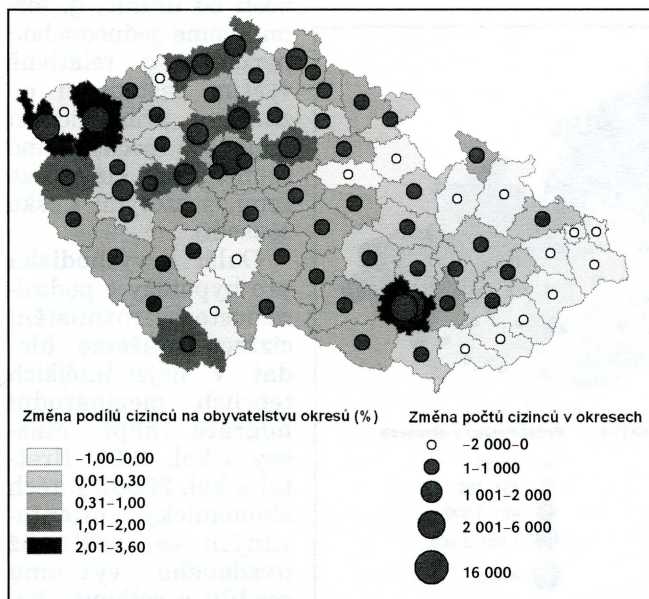 Změna podílů cizinců na obyvatelstvu okresů (%)
–1,00–0,00
0,01–0,30
0,31–1,00
1,01–2,00
2,01–3,60
Změna počtů cizinců v okresech
–2 000–0
1–1 000
1 001–2 000
2 001–6 000
16 000